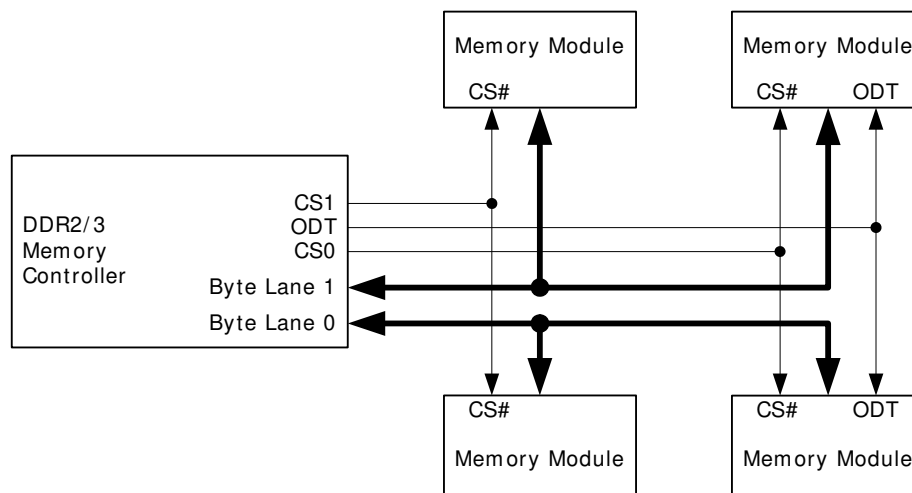 Memory Module
CS#
Memory Module
CS# ODT
DDR2/3
Memory
Controller
CS1
ODT
CS0
Byte Lane 1
Byte Lane 0
CS#
Memory Module
CS# ODT
Memory Module